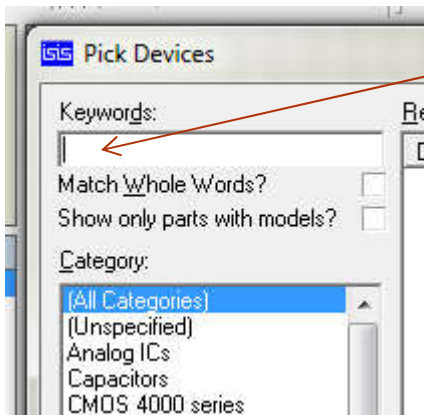 isis Pick Devices
Keywords:
Match Whole Words?
Show only parts with models?
Category:
(All Categories)
(Unspecified)
Analog ICs
Capacitors
CMOS 4000 series